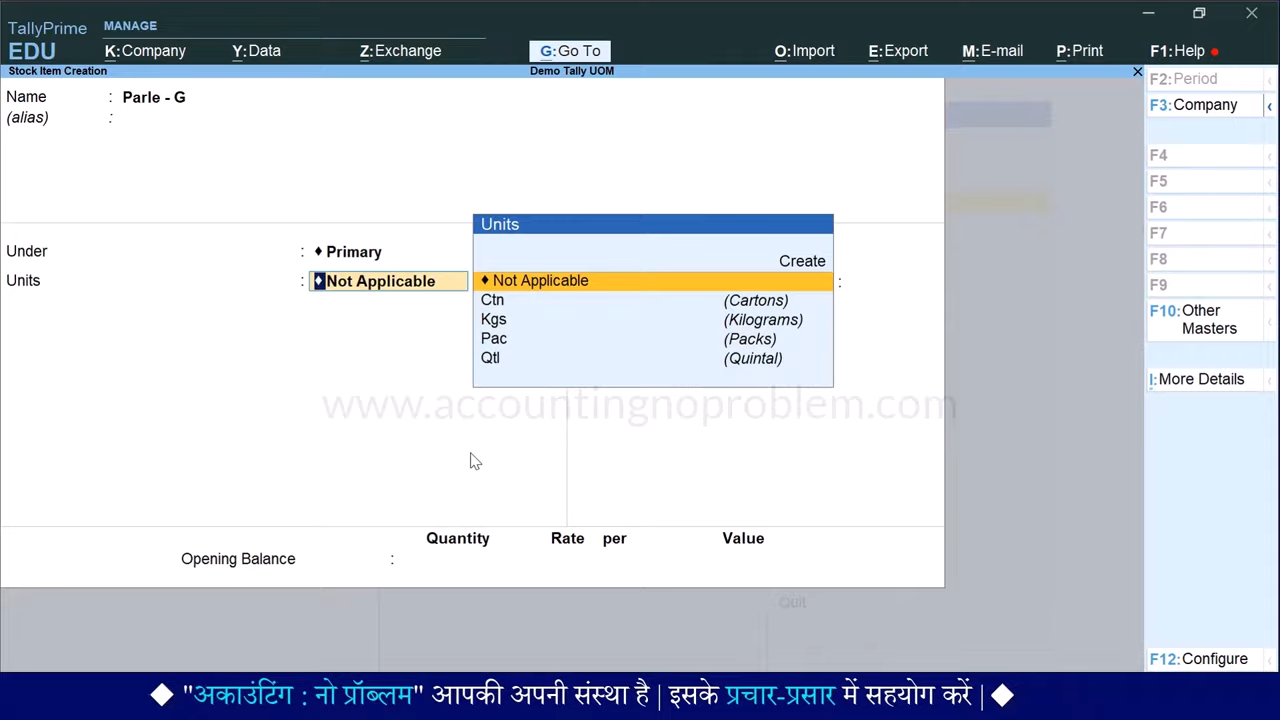 TallyPrime MANAGE
EDU K:Company Y:Data Z:Exchange G:Go To O:Import E:Export M:E-mail P:Print F1:Help
Stock Item Creation Demo Tally UOM
Name : Parle - G
(alias) :
Under : ♦ Primary
Units : ♦ Not Applicable :
Units
Create
♦ Not Applicable
Ctn (Cartons)
Kgs (Kilograms)
Pac (Packs)
Qtl (Quintal)
www.accountingnoproblem.com
Quantity Rate per Value
Opening Balance :
Quit
F2:Period
F3:Company
F4
F5
F6
F7
F8
F9
F10:Other
Masters
I:More Details
F12:Configure
◆ "अकाउंटिंग : नो प्रॉब्लम" आपकी अपनी संस्था है | इसके प्रचार-प्रसार में सहयोग करें | ◆